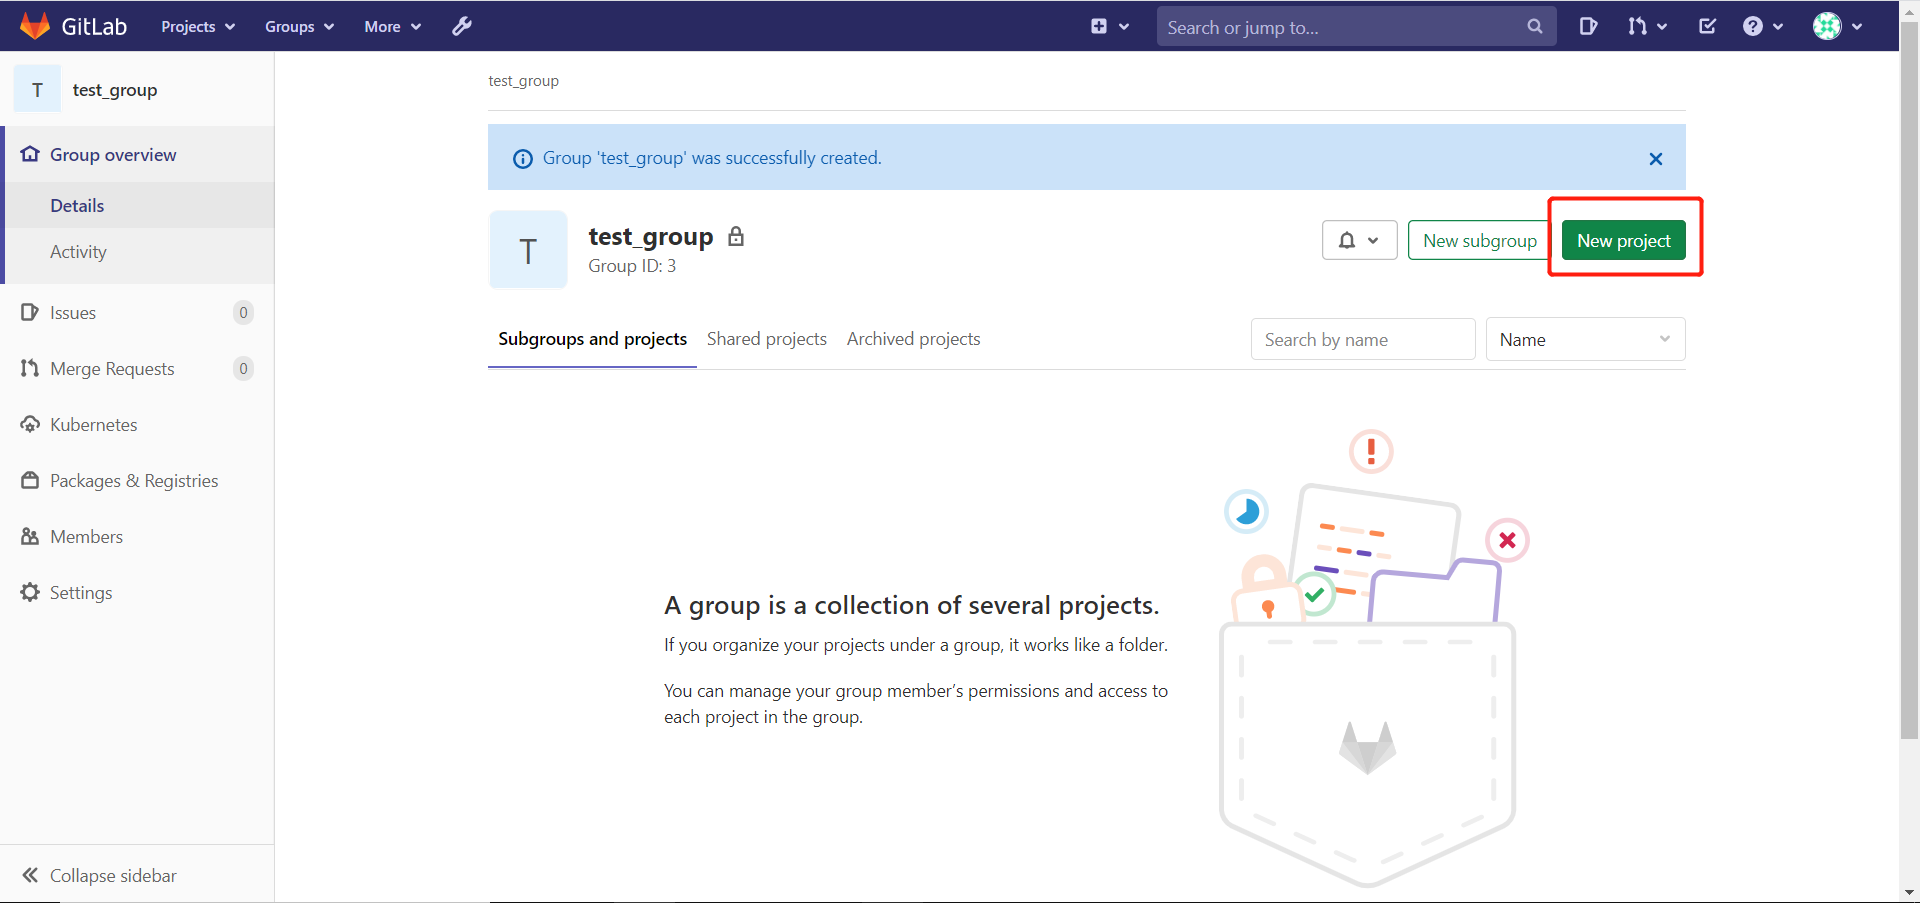 GitLab Projects Groups More Search or jump to...
T test_group
Group overview
Details
Activity
Issues 0
Merge Requests 0
Kubernetes
Packages & Registries
Members
Settings
Collapse sidebar
test_group
Group 'test_group' was successfully created.
T
test_group
Group ID: 3
New subgroup
New project
Subgroups and projects Shared projects Archived projects
Search by name
Name
A group is a collection of several projects.
If you organize your projects under a group, it works like a folder.
You can manage your group member’s permissions and access to
each project in the group.